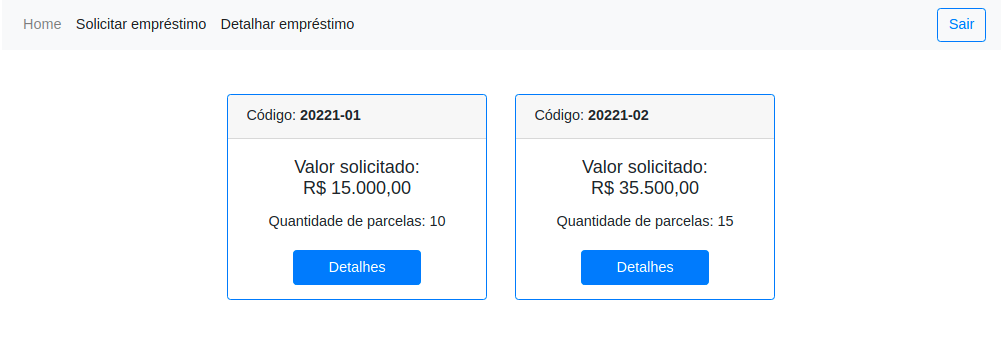 Home Solicitar empréstimo Detalhar empréstimo Sair
Código: 20221-01
Valor solicitado:
R$ 15.000,00
Quantidade de parcelas: 10
Detalhes
Código: 20221-02
Valor solicitado:
R$ 35.500,00
Quantidade de parcelas: 15
Detalhes